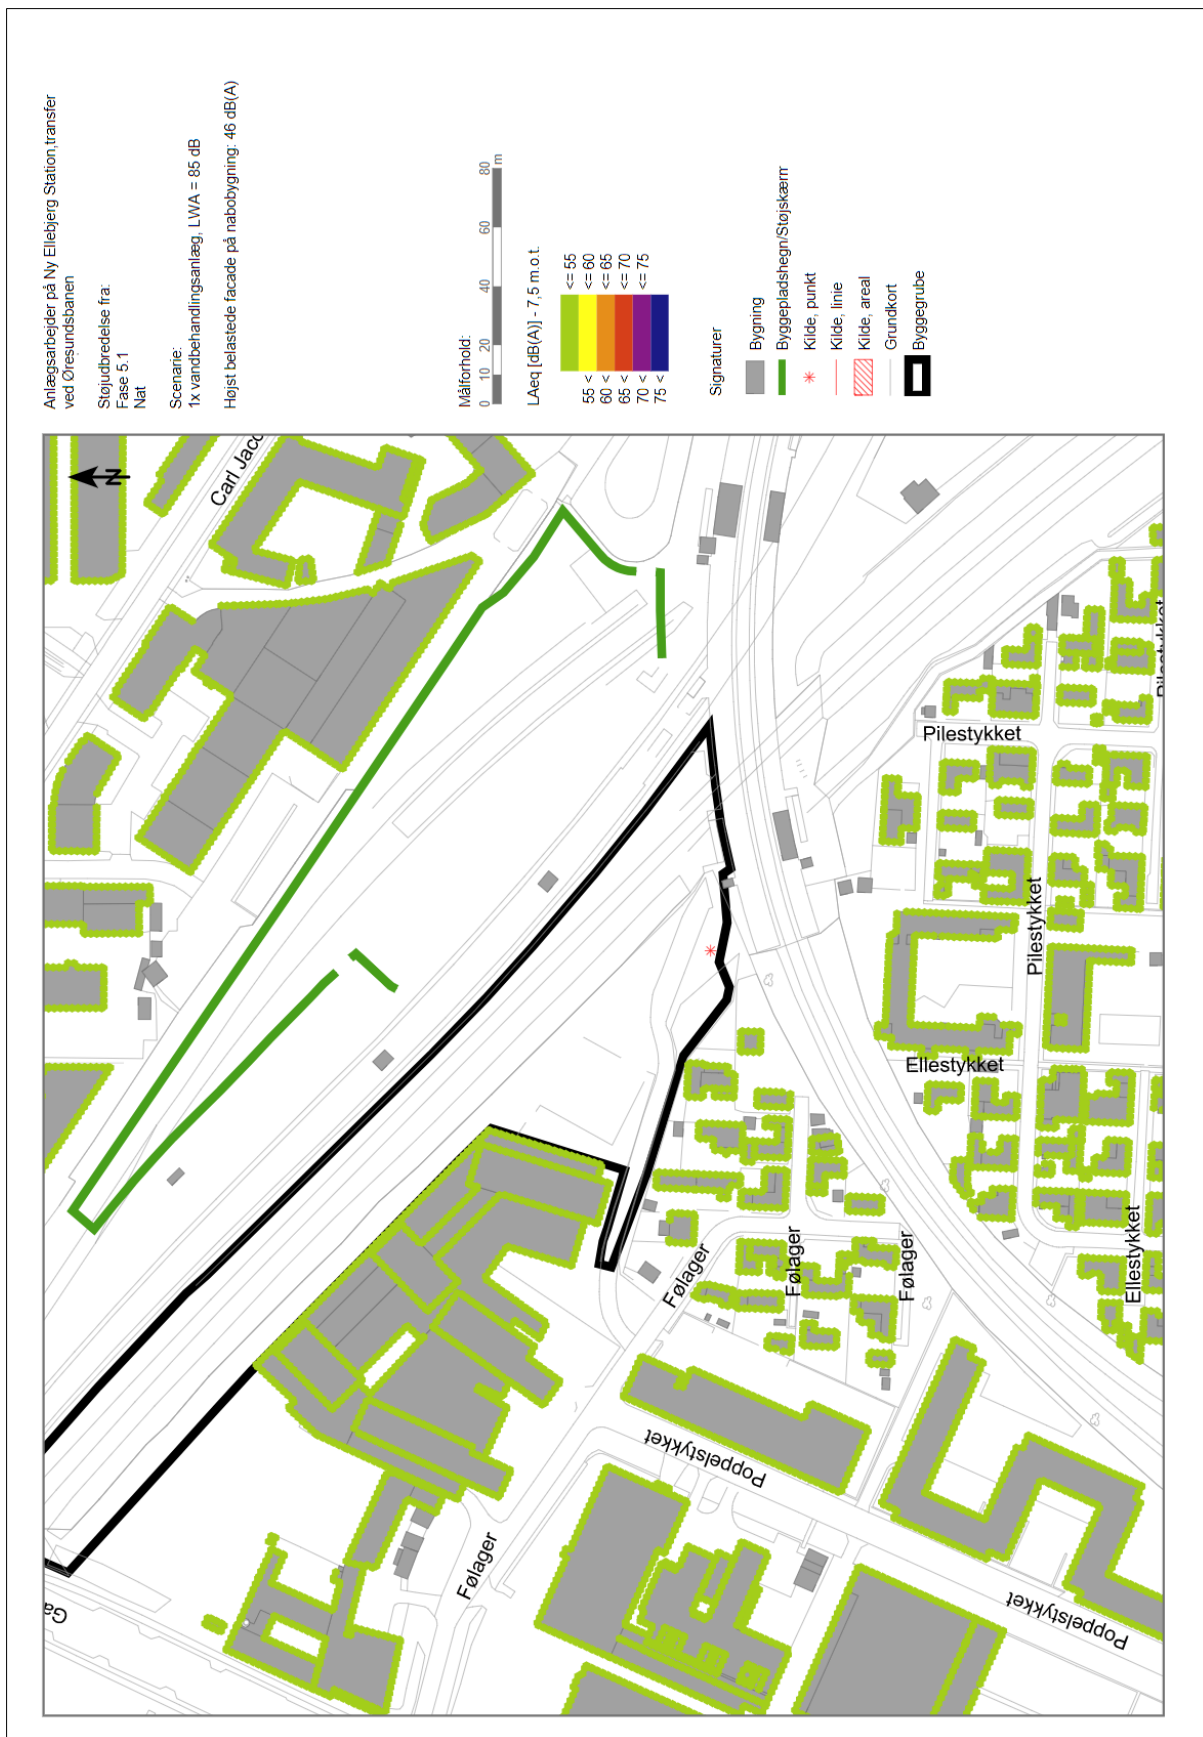 Anlægsarbejder på Ny Ellebjerg Station,transfer
ved Øresundsbanen
Støjudbredelse fra:
Fase 5.1
Nat
Scenarie:
1x vandbehandlingsanlæg, LWA = 85 dB
Højst belastede facade på nabobygning: 46 dB(A)
Målforhold:
0 10 20 40 60 80
m
LAeq [dB(A)] - 7,5 m.o.t.
<= 55
55 < <= 60
60 < <= 65
65 < <= 70
70 < <= 75
75 <
Signaturer
Bygning
Byggepladshegn/Støjskærm
Kilde, punkt
Kilde, linie
Kilde, areal
Grundkort
Byggegrube
N
Carl Jaco
Ga
Pilestykket
Pilestykket
Pilestykket
Ellestykket
Ellestykket
Følager
Følager
Følager
Følager
Poppelstykket
Poppelstykket